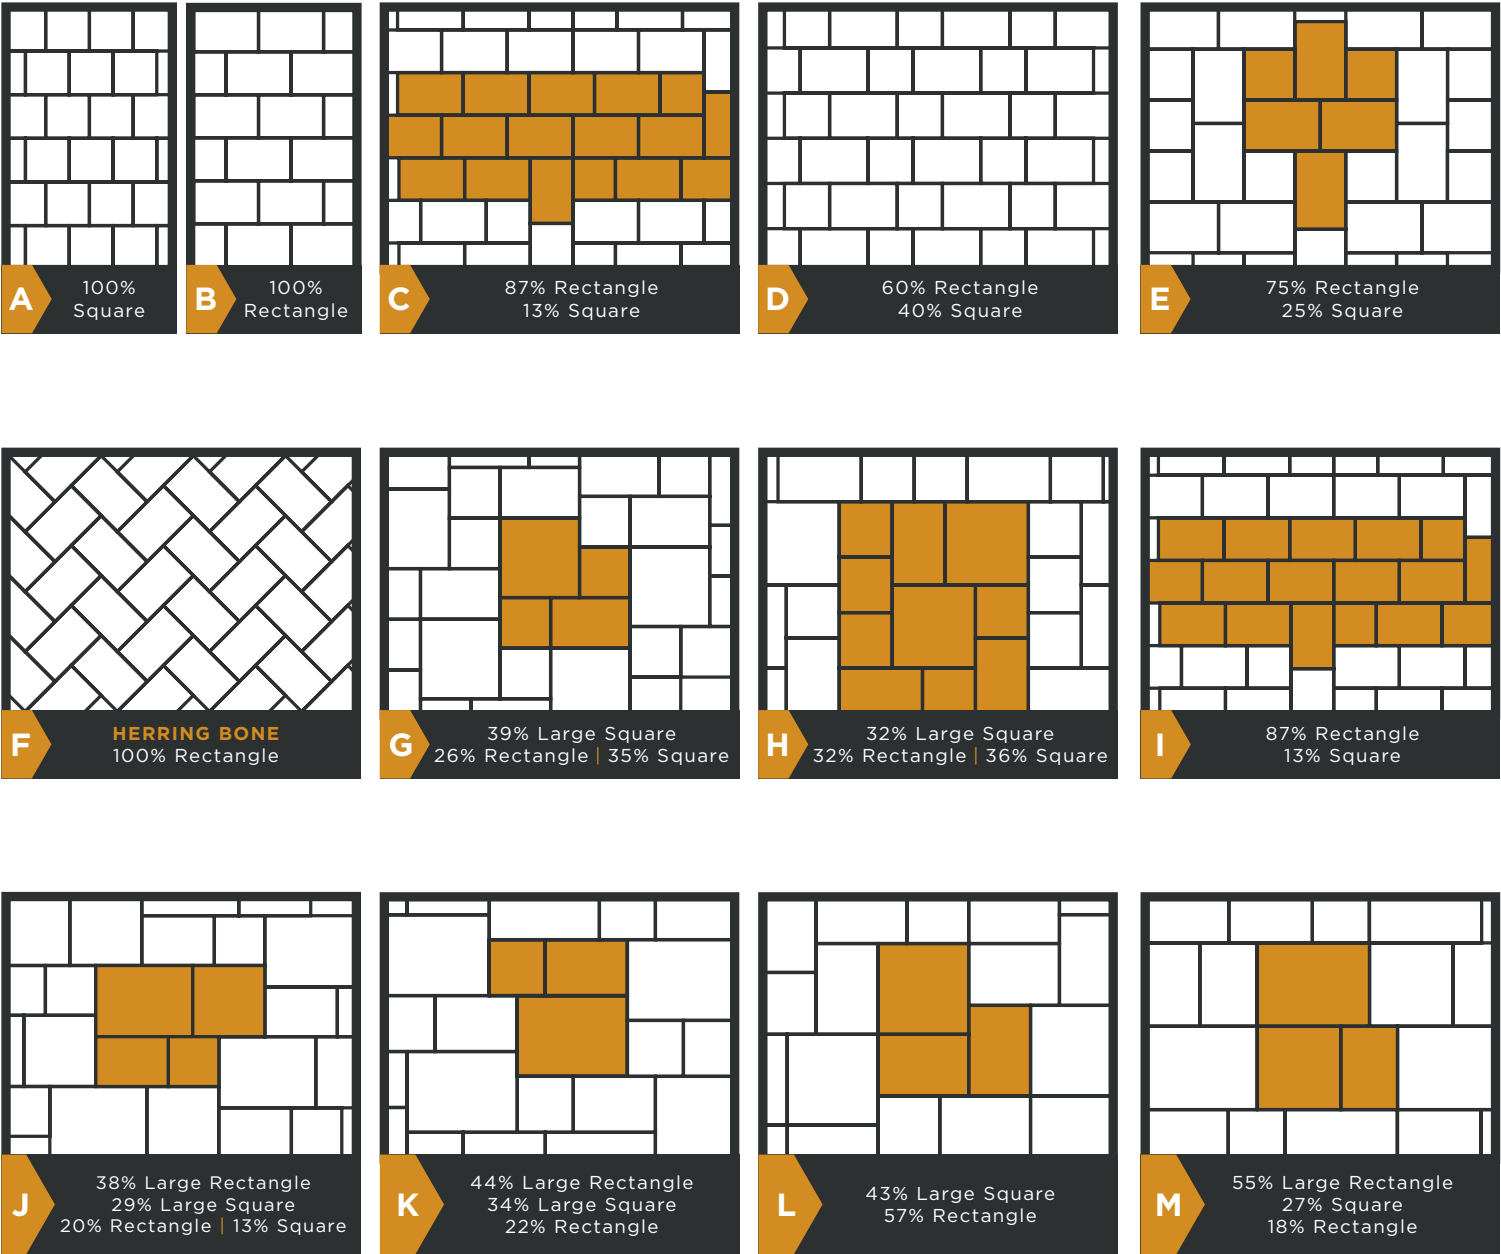 A
100%
Square
B
100%
Rectangle
C
87% Rectangle
13% Square
D
60% Rectangle
40% Square
E
75% Rectangle
25% Square
F
HERRING BONE
100% Rectangle
G
39% Large Square
26% Rectangle | 35% Square
H
32% Large Square
32% Rectangle | 36% Square
I
87% Rectangle
13% Square
J
38% Large Rectangle
29% Large Square
20% Rectangle | 13% Square
K
44% Large Rectangle
34% Large Square
22% Rectangle
L
43% Large Square
57% Rectangle
M
55% Large Rectangle
27% Square
18% Rectangle